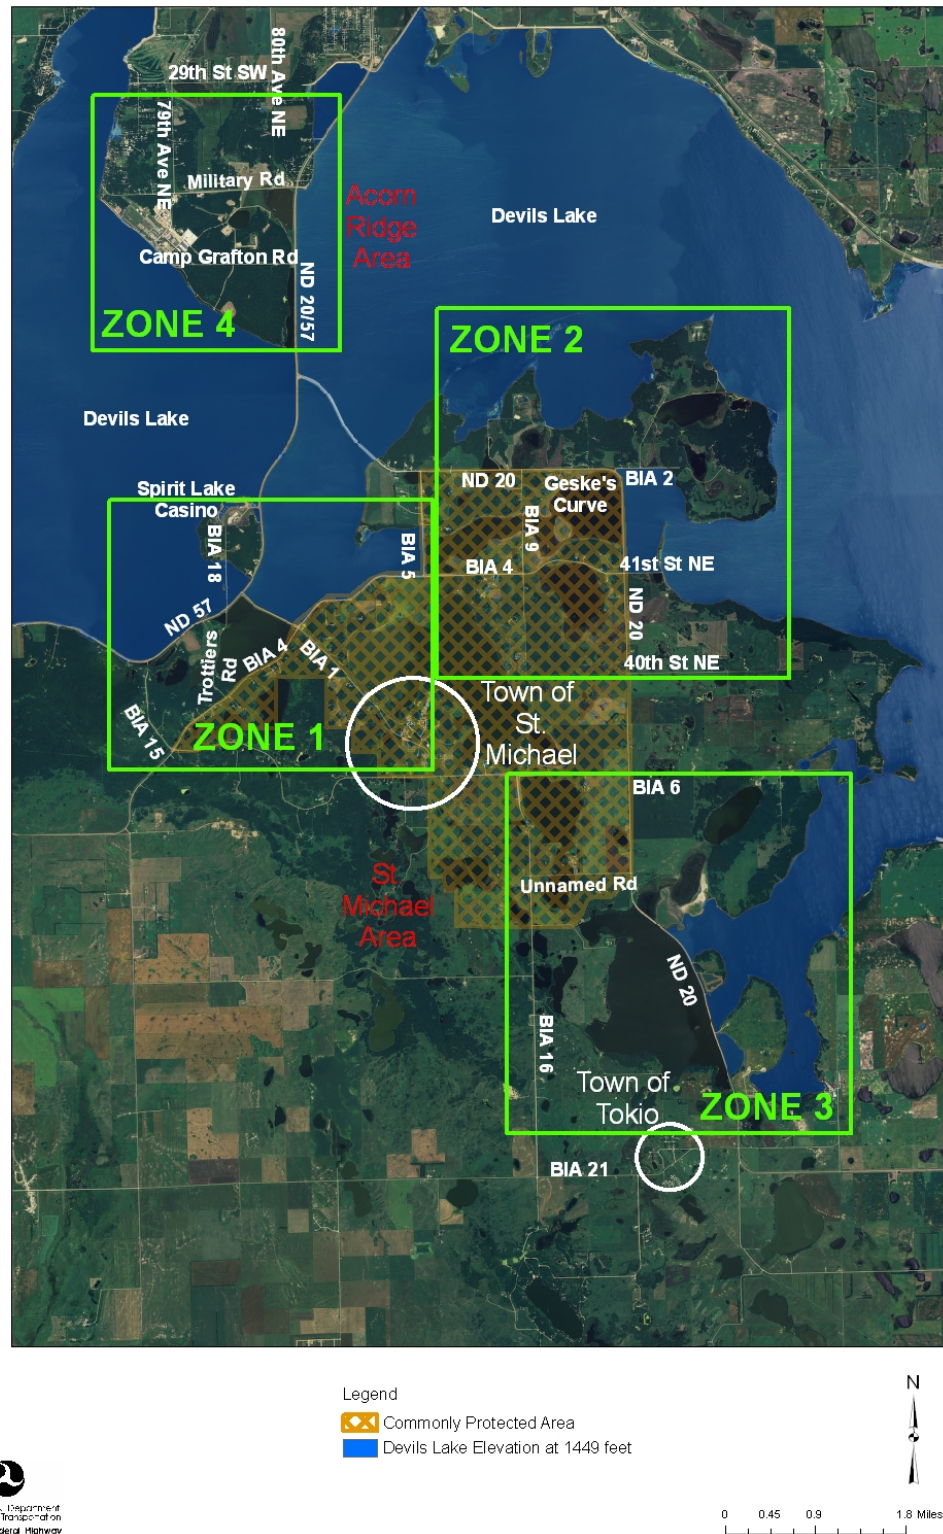 80th Ave NE
29th St SW
79th Ave NE
Military Rd
Acorn
Ridge
Area
Devils Lake
Camp Grafton Rd
ND 20/57
ZONE 4
ZONE 2
Devils Lake
Spirit Lake
Casino
ND 20
Geske's
Curve
BIA 2
BIA 18
BIA 5
BIA 9
BIA 4
41st St NE
ND 57
ND 20
Trottiers
Rd
BIA 4
BIA 1
40th St NE
BIA 15
ZONE 1
Town of
St.
Michael
BIA 6
St
Michael
Area
Unnamed Rd
ND 20
BIA 16
Town of
Tokio
ZONE 3
BIA 21
Legend
Commonly Protected Area
Devils Lake Elevation at 1449 feet
N
Department
Transportation
Highway
0 0.45 0.9 1.8 Miles